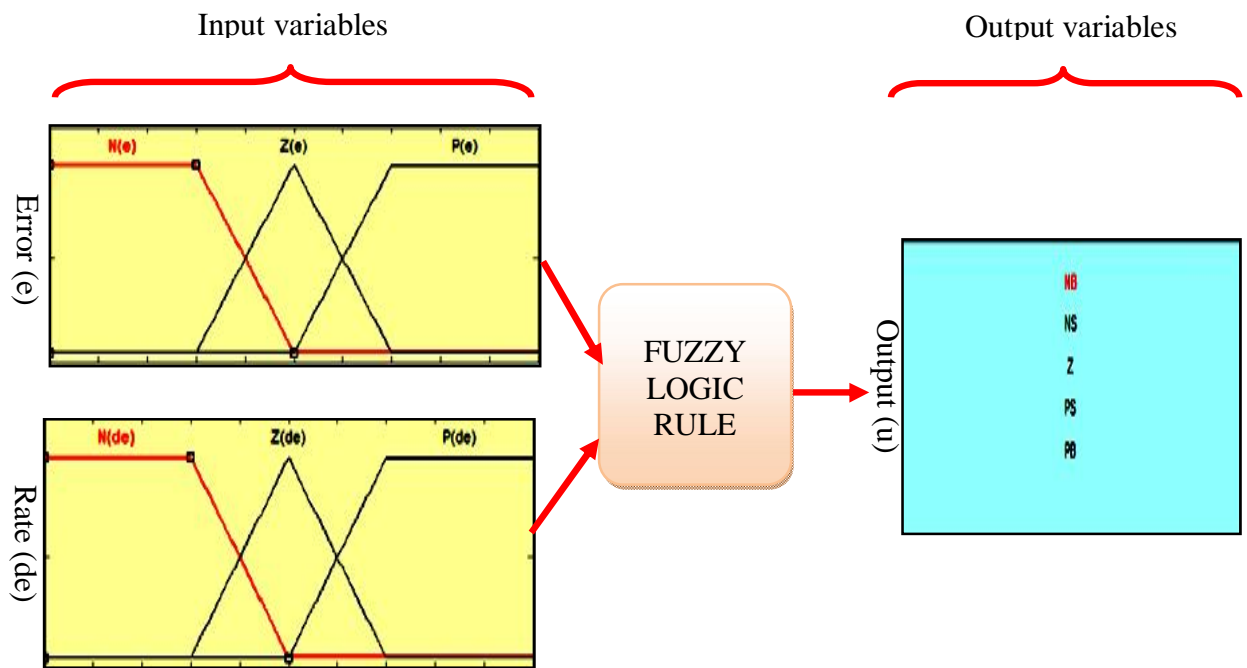 Input variables
Output variables
Error (e)
N(e) Z(e) P(e)
Rate (de)
N(de) Z(de) P(de)
FUZZY
LOGIC
RULE
Output (u)
NB
NS
Z
PS
PB